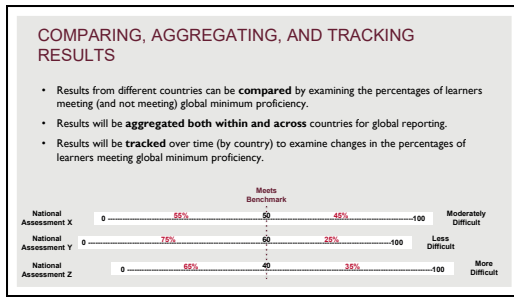 COMPARING, AGGREGATING, AND TRACKING
RESULTS
• Results from different countries can be compared by examining the percentages of learners
meeting (and not meeting) global minimum proficiency.
• Results will be aggregated both within and across countries for global reporting.
• Results will be tracked over time (by country) to examine changes in the percentages of
learners meeting global minimum proficiency.
Meets
Benchmark
National
Assessment X
0 55% 50 45% 100
Moderately
Difficult
National
Assessment Y
0 75% 60 25% 100
Less
Difficult
National
Assessment Z
0 65% 40 35% 100
More
Difficult